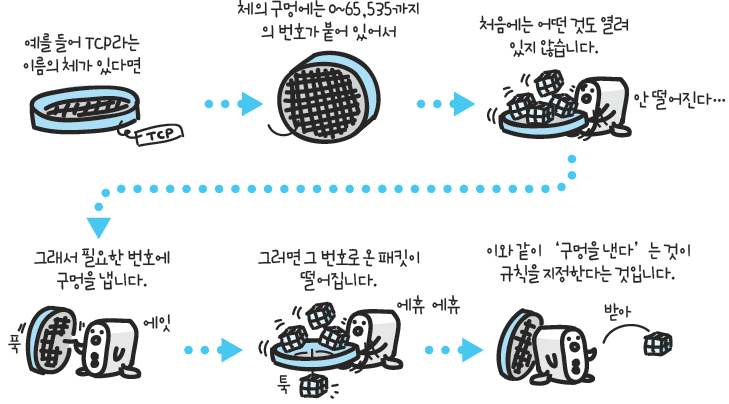 예를 들어 TCP라는
이름의 체가 있다면
TCP
체의 구멍에는 0~65,535까지
의 번호가 붙어 있어서
처음에는 어떤 것도 열려
있지 않습니다.
안 떨어진다…
그래서 필요한 번호에
구멍을 냅니다.
푹
에잇
그러면 그 번호로 온 패킷이
떨어집니다.
에휴 에휴
툭
이와 같이 ‘구멍을 낸다’는 것이
규칙을 지정한다는 것입니다.
받아